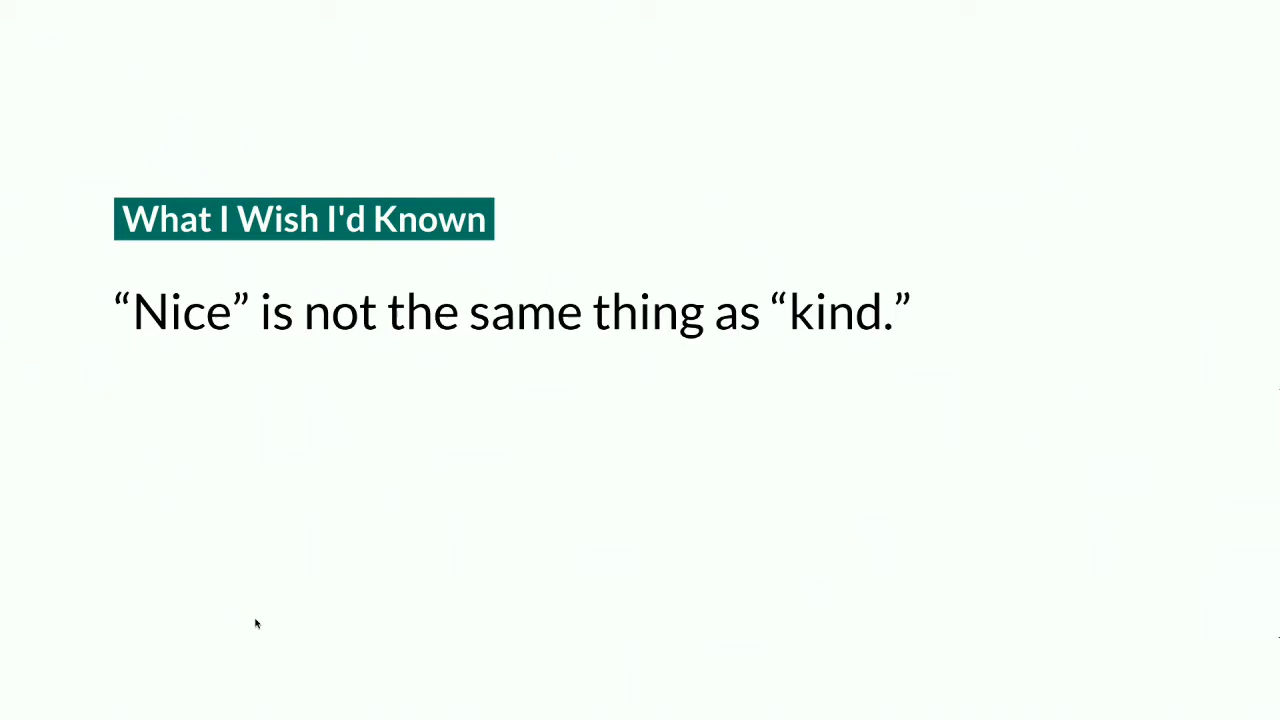 What I Wish I'd Known
“Nice” is not the same thing as “kind.”